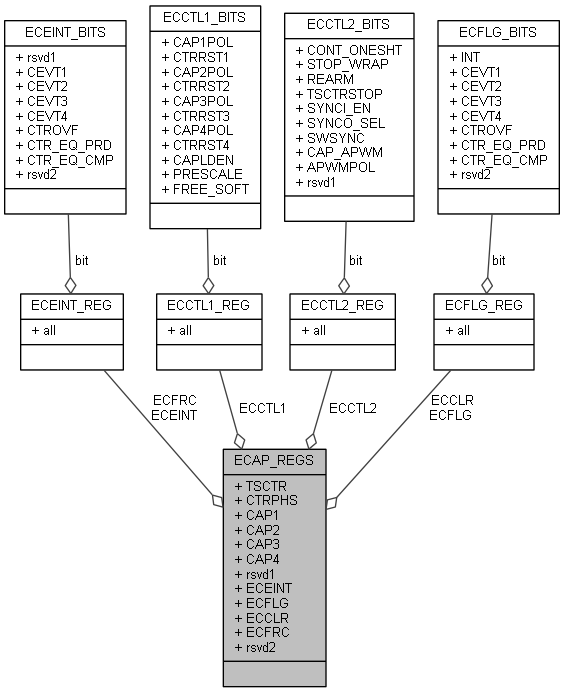 ECEINT_BITS
+ rsvd1
+ CEVT1
+ CEVT2
+ CEVT3
+ CEVT4
+ CTROVF
+ CTR_EQ_PRD
+ CTR_EQ_CMP
+ rsvd2
ECCTL1_BITS
+ CAP1POL
+ CTRRST1
+ CAP2POL
+ CTRRST2
+ CAP3POL
+ CTRRST3
+ CAP4POL
+ CTRRST4
+ CAPLDEN
+ PRESCALE
+ FREE_SOFT
ECCTL2_BITS
+ CONT_ONESHT
+ STOP_WRAP
+ REARM
+ TSCTRSTOP
+ SYNCI_EN
+ SYNCO_SEL
+ SWSYNC
+ CAP_APWM
+ APWMPOL
+ rsvd1
ECFLG_BITS
+ INT
+ CEVT1
+ CEVT2
+ CEVT3
+ CEVT4
+ CTROVF
+ CTR_EQ_PRD
+ CTR_EQ_CMP
+ rsvd2
bit
bit
bit
bit
ECEINT_REG
+ all
ECCTL1_REG
+ all
ECCTL2_REG
+ all
ECFLG_REG
+ all
ECFRC
ECEINT
ECCTL1
ECCTL2
ECCLR
ECFLG
ECAP_REGS
+ TSCTR
+ CTRPHS
+ CAP1
+ CAP2
+ CAP3
+ CAP4
+ rsvd1
+ ECEINT
+ ECFLG
+ ECCLR
+ ECFRC
+ rsvd2